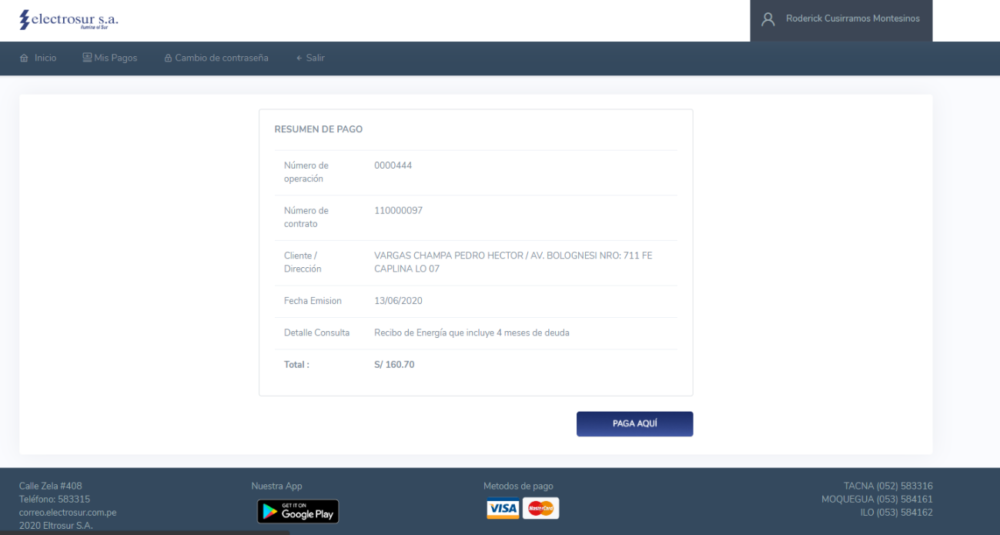 electrosur s.a.
Ilumina el Sur
Roderick Cusirramos Montesinos
Inicio
Mis Pagos
Cambio de contraseña
Salir
RESUMEN DE PAGO
Número de
operación
0000444
Número de
contrato
110000097
Cliente /
Dirección
VARGAS CHAMPA PEDRO HECTOR / AV. BOLOGNESI NRO: 711 FE
CAPLINA LO 07
Fecha Emision
13/06/2020
Detalle Consulta
Recibo de Energía que incluye 4 meses de deuda
Total :
S/ 160.70
PAGA AQUÍ
Calle Zela #408
Teléfono: 583315
correo.electrosur.com.pe
2020 Eltrosur S.A.
Nuestra App
GET IT ON
Google Play
Metodos de pago
VISA
MasterCard
TACNA (052) 583316
MOQUEGUA (053) 584161
ILO (053) 584162